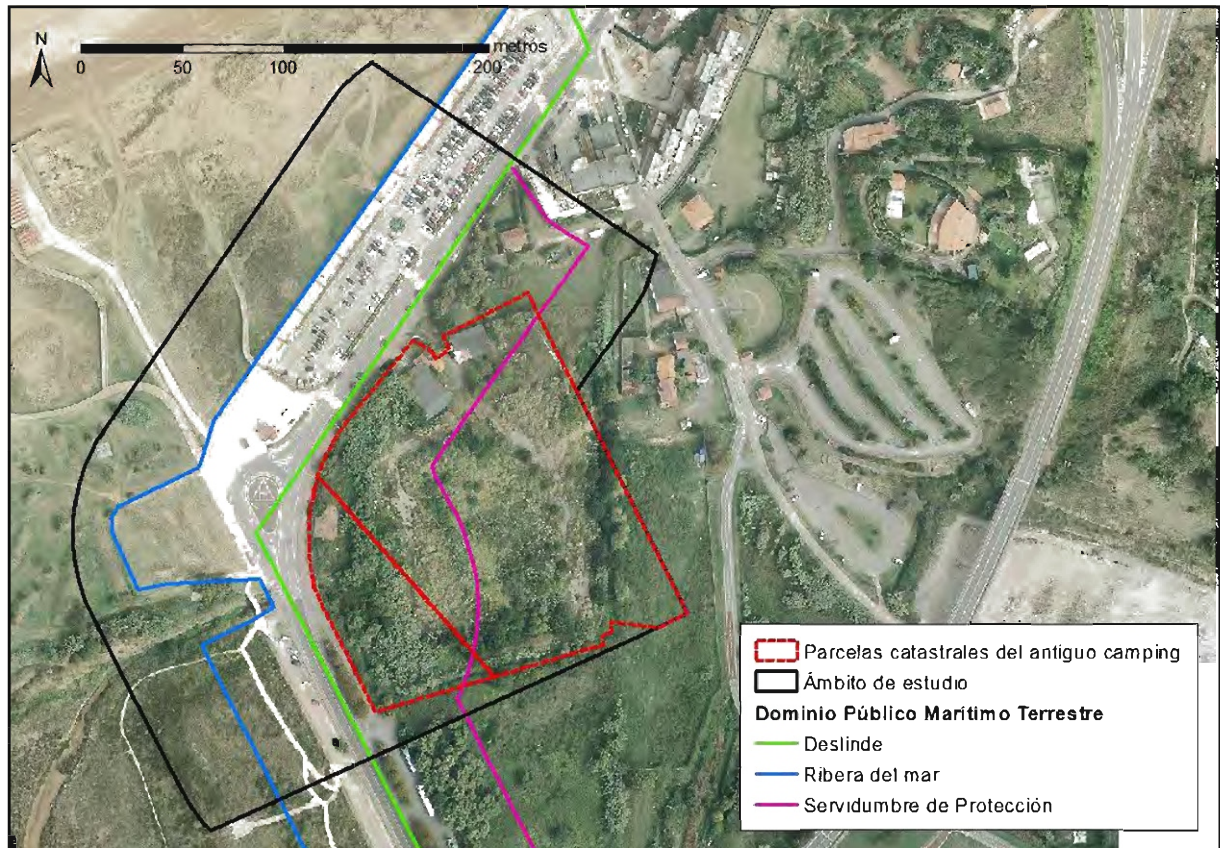 N
metros
0 50 100 200
Parcelas catastrales del antiguo camping
Ámbito de estudio
Dominio Público Marítimo Terrestre
Deslinde
Ribera del mar
Servidumbre de Protección